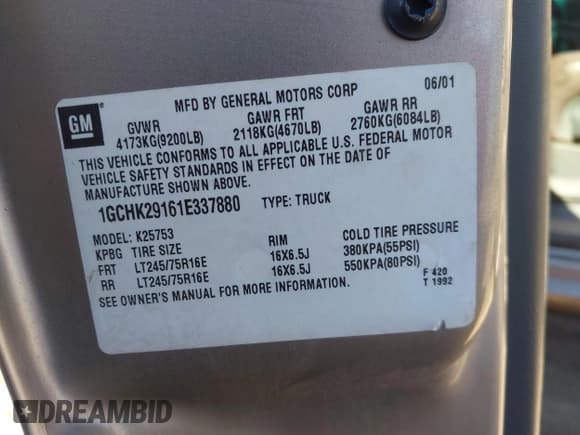 MFD BY GENERAL MOTORS CORP 06/01
GM
GVWR GAWR FRT GAWR RR
4173KG(9200LB) 2118KG(4670LB) 2760KG(6084LB)
THIS VEHICLE CONFORMS TO ALL APPLICABLE U.S. FEDERAL MOTOR
VEHICLE SAFETY STANDARDS IN EFFECT ON THE DATE OF
MANUFACTURE SHOWN ABOVE.
1GCHK29161E337880 TYPE: TRUCK
MODEL: K25753
KPBG TIRE SIZE RIM COLD TIRE PRESSURE
FRT LT245/75R16E 16X6.5J 380KPA(55PSI)
RR LT245/75R16E 16X6.5J 550KPA(80PSI)
SEE OWNER'S MANUAL FOR MORE INFORMATION.
F 420
T 1992
DREAMBID